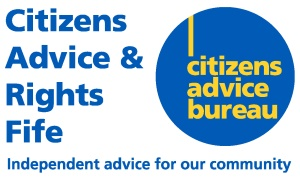 Citizens
Advice &
Rights
Fife
citizens
advice
bureau
Independent advice for our community